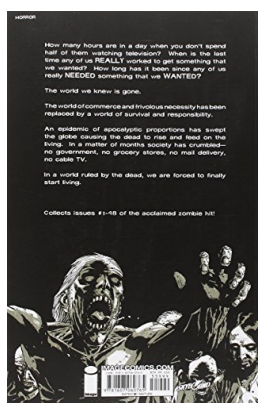 HORROR
How many hours are in a day when you don't spend
half of them watching television? When is the last
time any of us REALLY worked to get something that
we wanted? How long has it been since any of us
really NEEDED something that we WANTED?
The world we knew is gone.
The world of commerce and frivolous necessity has been
replaced by a world of survival and responsibility.
An epidemic of apocalyptic proportions has swept
the globe causing the dead to rise and feed on the
living. In a matter of months society has crumbled—
no government, no grocery stores, no mail delivery,
no cable TV.
In a world ruled by the dead, we are forced to finally
start living.
Collects issues #1-48 of the acclaimed zombie hit!
IMAGECOMICS.COM
image